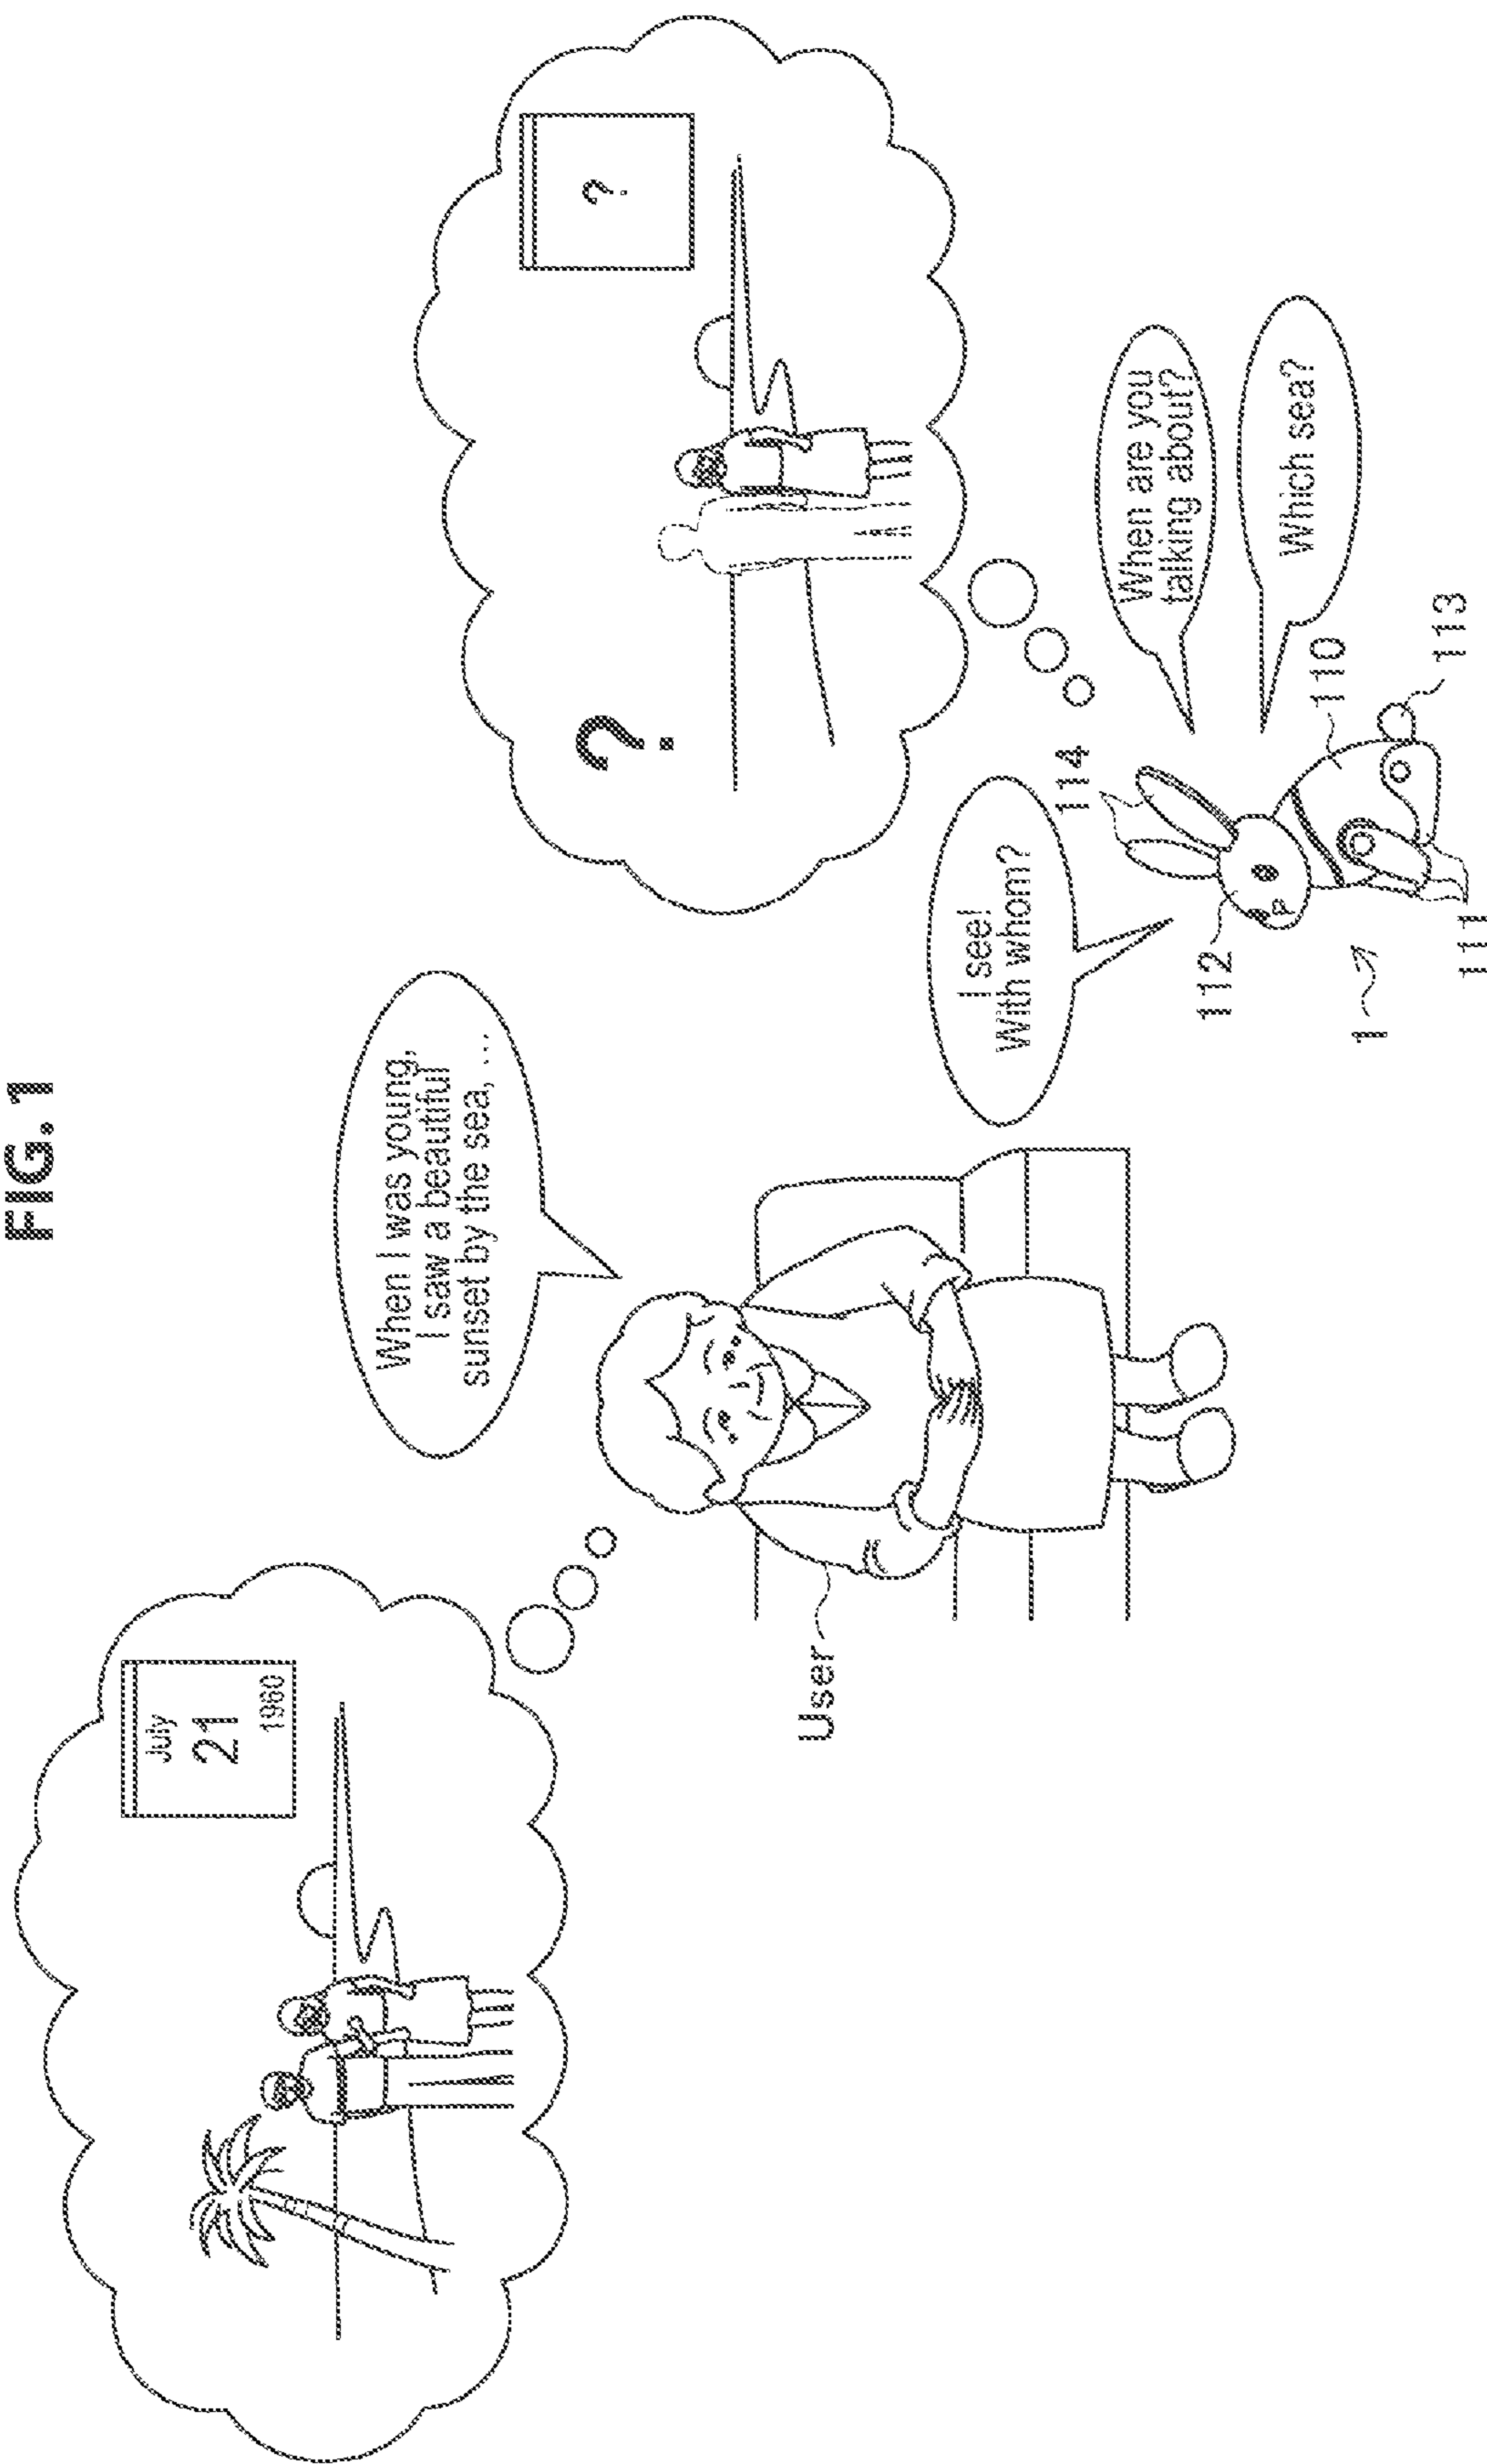 FIG. 1
July
21
1960
When I was young,
I saw a beautiful
sunset by the sea, ...
User
?
?
I see!
With whom?
When are you
talking about?
Which sea?
114
112
110
113
1
111